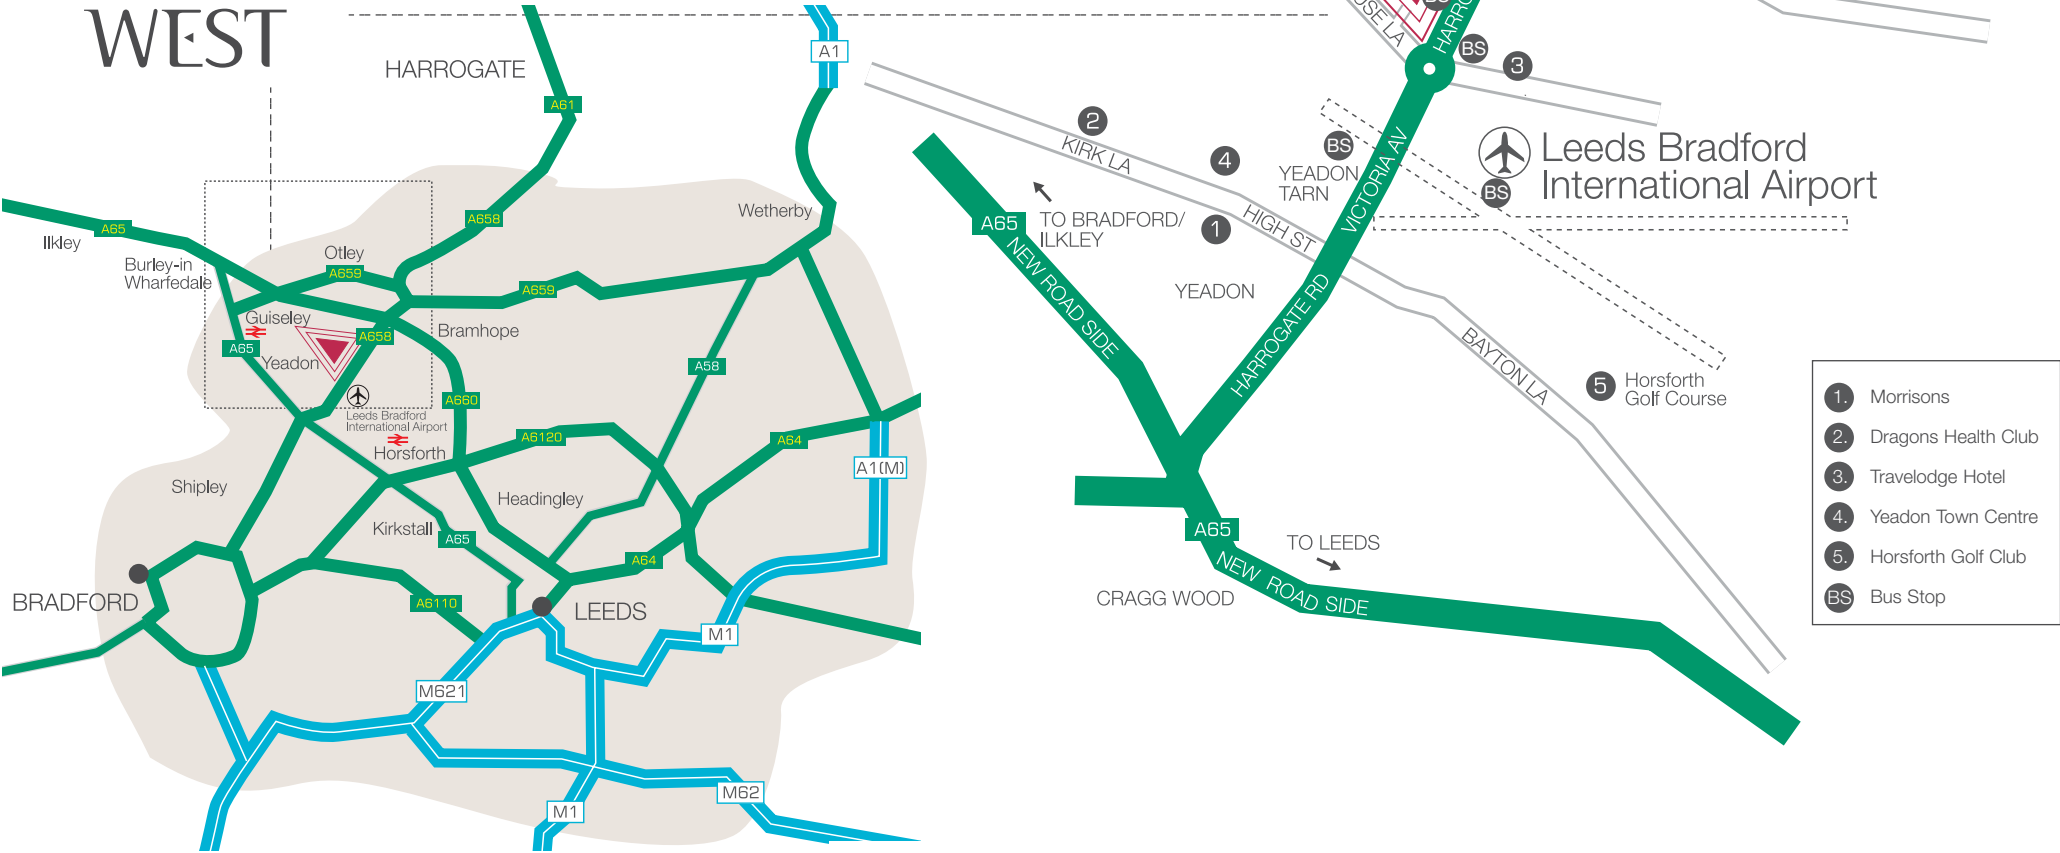 WEST
HARROGATE
A1
A61
A658
Wetherby
A65
Ilkley
Otley
Burley-in
Wharfedale
A659
A659
Guiseley
A658
Bramhope
A65
Yeadon
A58
A660
Leeds Bradford
International Airport
A6120
A64
Horsforth
A1(M)
Shipley
Headingley
Kirkstall
A65
A64
BRADFORD
A6110
LEEDS
M1
M621
M62
M1
BS
BS
3
2
KIRK LA
4
BS
YEADON
TARN
VICTORIA AV
Leeds Bradford
International Airport
BS
A65
TO BRADFORD/
ILKLEY
1
HIGH ST
NEW ROAD SIDE
YEADON
HARROGATE RD
BAYTON LA
5
Horsforth
Golf Course
A65
TO LEEDS
NEW ROAD SIDE
CRAGG WOOD
1. Morrisons
2. Dragons Health Club
3. Travelodge Hotel
4. Yeadon Town Centre
5. Horsforth Golf Club
BS Bus Stop